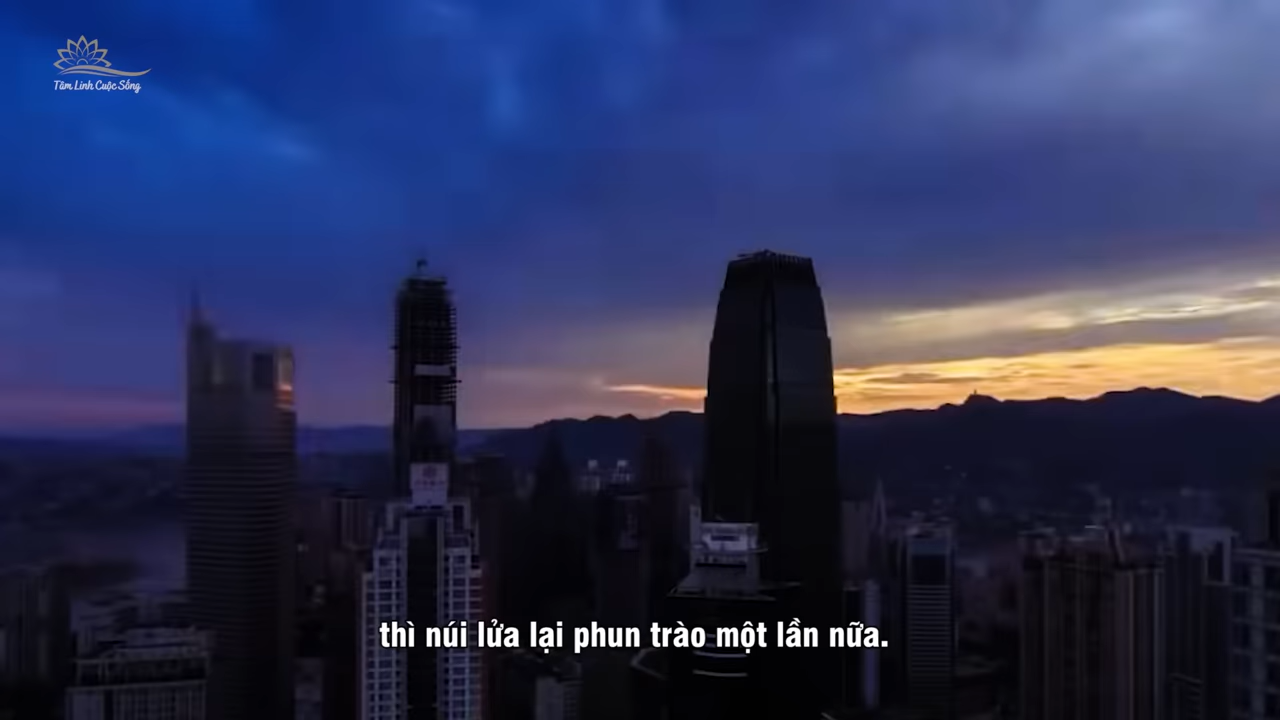 Tâm Linh Cuộc Sống
thì núi lửa lại phun trào một lần nữa.